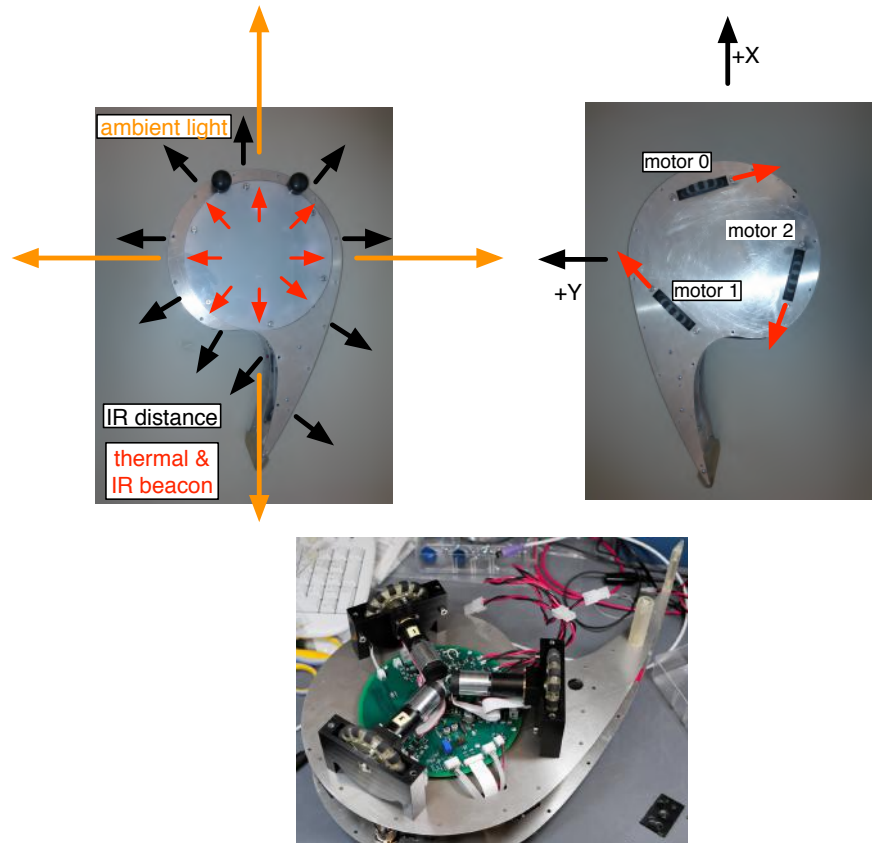 +X
ambient light
motor 0
motor 2
+Y
motor 1
IR distance
thermal &
IR beacon